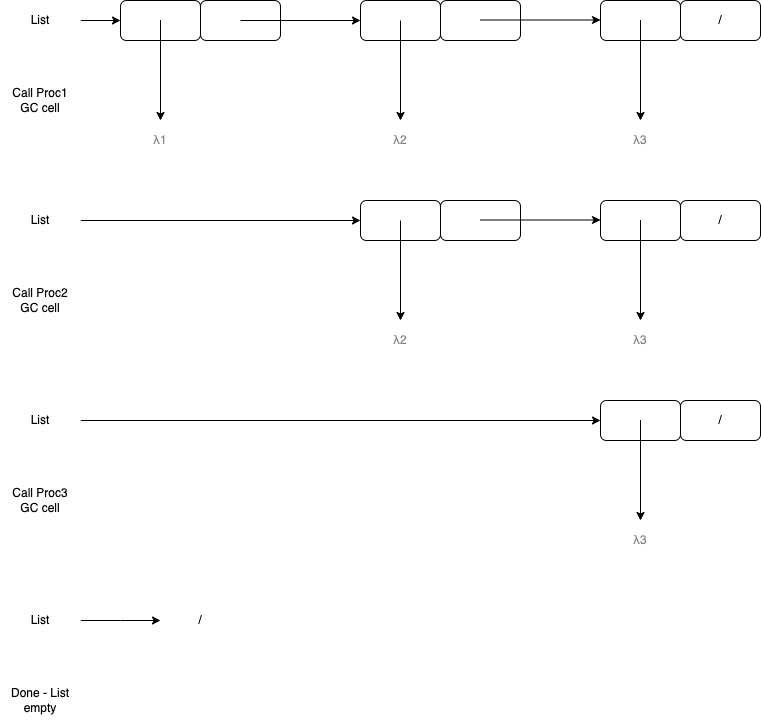 List
/
Call Proc1
GC cell
λ1
λ2
λ3
List
/
Call Proc2
GC cell
λ2
λ3
List
/
Call Proc3
GC cell
λ3
List
/
Done - List
empty